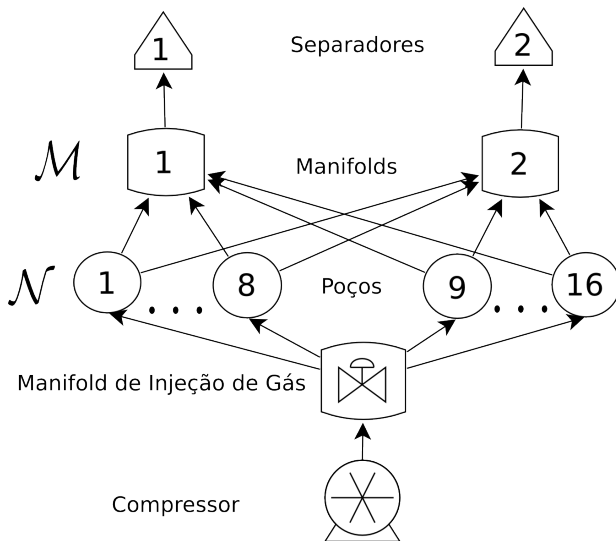 1 Separadores 2
ℳ 1 Manifolds 2
𝒩 1 ... 8 Poços 9 ... 16
Manifold de Injeção de Gás
Compressor